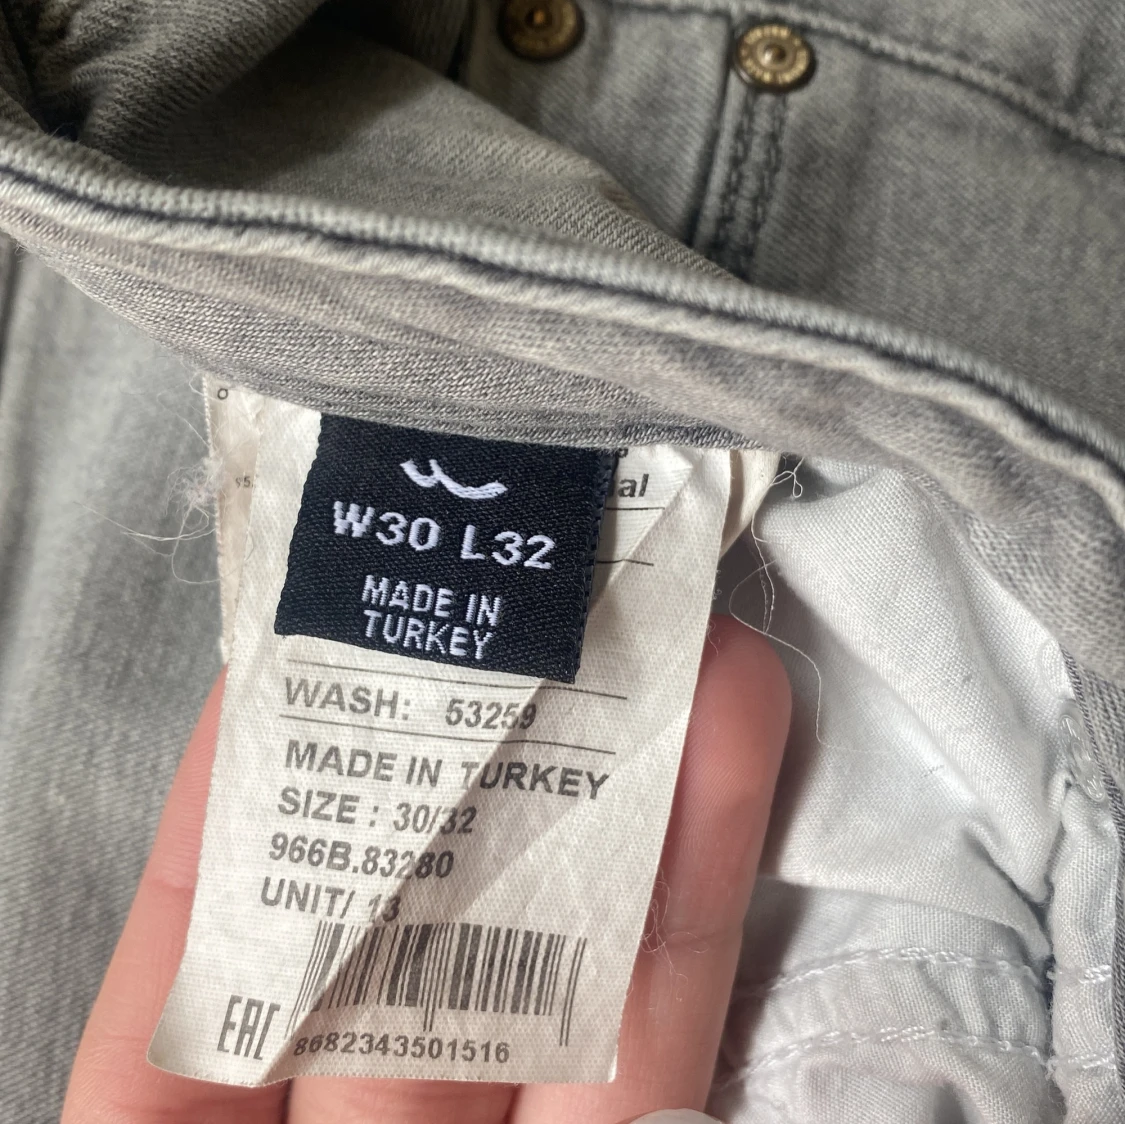 W30 L32
MADE IN
TURKEY
WASH: 53259
MADE IN TURKEY
SIZE : 30/32
966B.83280
UNIT/ 13
EAC
8682343501516